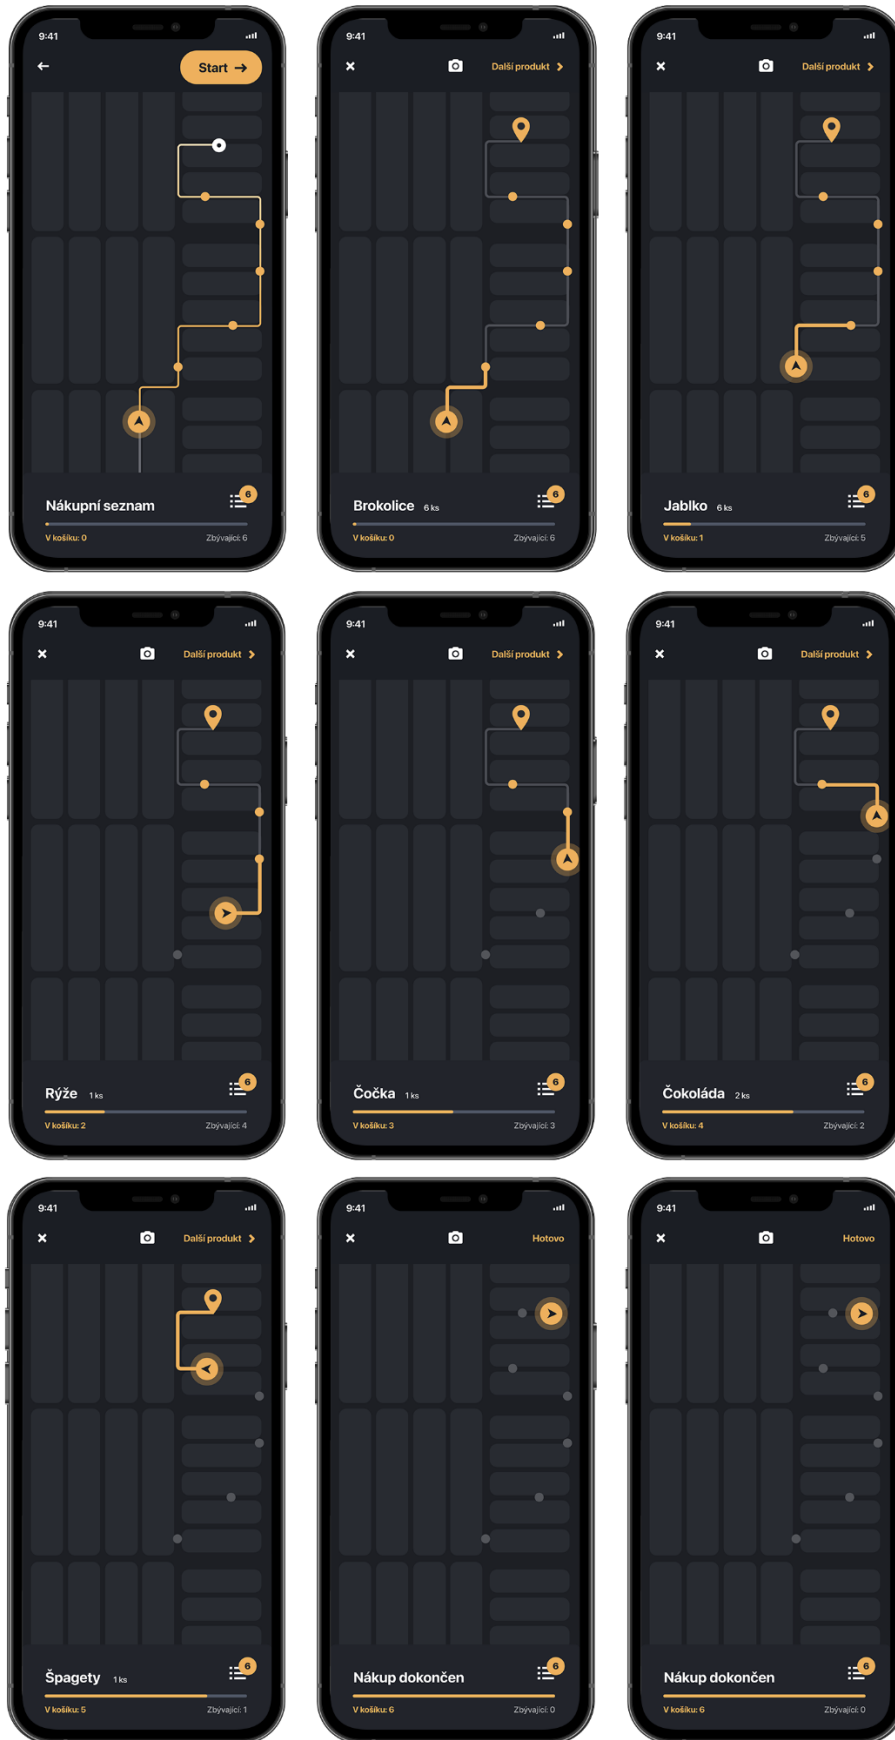 9:41
Start →
6
Nákupní seznam
V košíku: 0 Zbývající: 6
9:41
Další produkt >
6
Brokolice 6 ks
V košíku: 0 Zbývající: 6
9:41
Další produkt >
6
Jablko 6 ks
V košíku: 1 Zbývající: 5
9:41
Další produkt >
6
Rýže 1 ks
V košíku: 2 Zbývající: 4
9:41
Další produkt >
6
Čočka 1 ks
V košíku: 3 Zbývající: 3
9:41
Další produkt >
6
Čokoláda 2 ks
V košíku: 4 Zbývající: 2
9:41
Další produkt >
6
Špagety 1 ks
V košíku: 5 Zbývající: 1
9:41
Hotovo
6
Nákup dokončen
V košíku: 6 Zbývající: 0
9:41
Hotovo
6
Nákup dokončen
V košíku: 6 Zbývající: 0